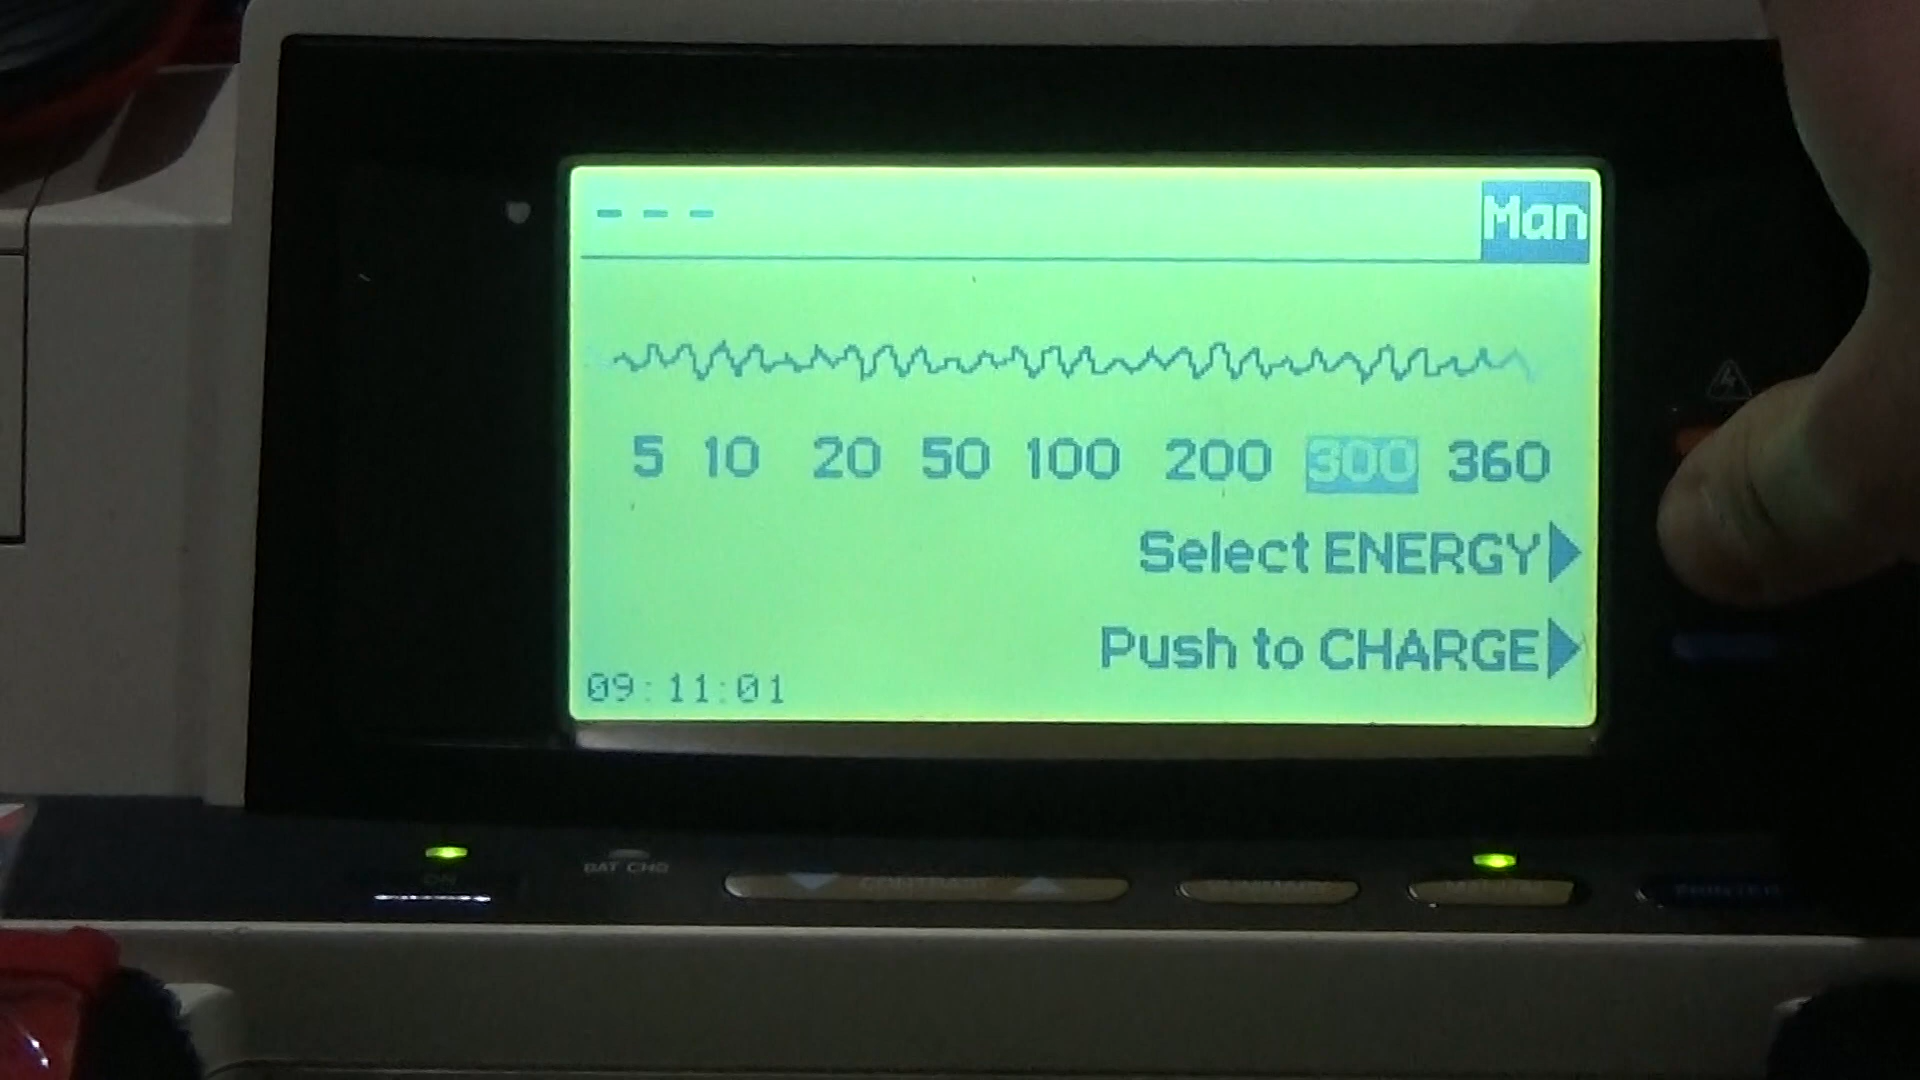 --- Man
5 10 20 50 100 200 300 360
Select ENERGY
Push to CHARGE
09:11:01
ON BAT CHG CONTRAST